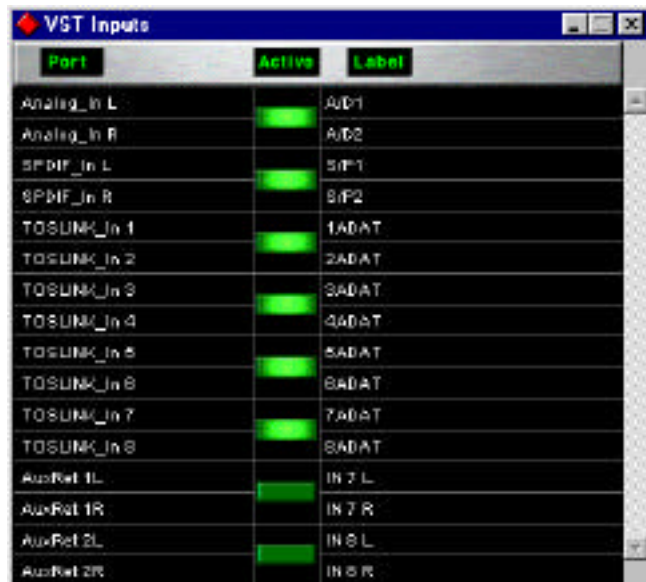 VST Inputs
Port Active Label
Analog_In L A/D1
Analog_In R A/D2
SPDIF_In L S/P1
SPDIF_In R S/P2
TOSLINK_In 1 1ADAT
TOSLINK_In 2 2ADAT
TOSLINK_In 3 3ADAT
TOSLINK_In 4 4ADAT
TOSLINK_In 5 5ADAT
TOSLINK_In 6 6ADAT
TOSLINK_In 7 7ADAT
TOSLINK_In 8 8ADAT
AuxRet 1L IN 7 L
AuxRet 1R IN 7 R
AuxRet 2L IN 8 L
AuxRet 2R IN 8 R